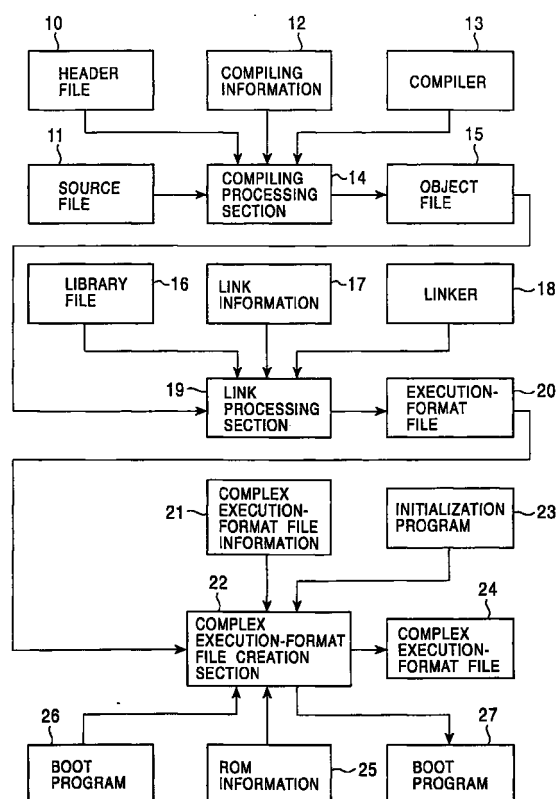 10
12
13
HEADER
FILE
COMPILING
INFORMATION
COMPILER
11
15
SOURCE
FILE
COMPILING
PROCESSING
SECTION
14
OBJECT
FILE
LIBRARY
FILE
16
LINK
INFORMATION
17
LINKER
18
19
LINK
PROCESSING
SECTION
EXECUTION-
FORMAT
FILE
20
21
COMPLEX
EXECUTION-
FORMAT FILE
INFORMATION
INITIALIZATION
PROGRAM
23
22
24
COMPLEX
EXECUTION-FORMAT
FILE CREATION
SECTION
COMPLEX
EXECUTION-
FORMAT FILE
26
27
BOOT
PROGRAM
ROM
INFORMATION
25
BOOT
PROGRAM